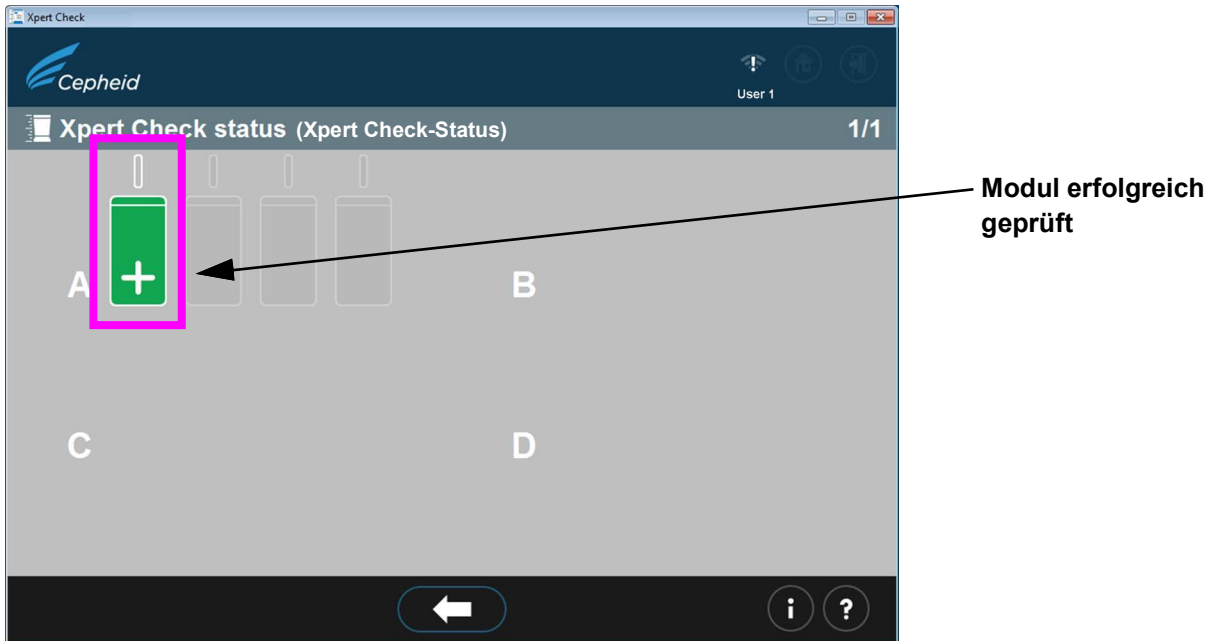 Xpert Check
Cepheid
User 1
Xpert Check status (Xpert Check-Status) 1/1
Modul erfolgreich
geprüft
A
B
C
D
i ?